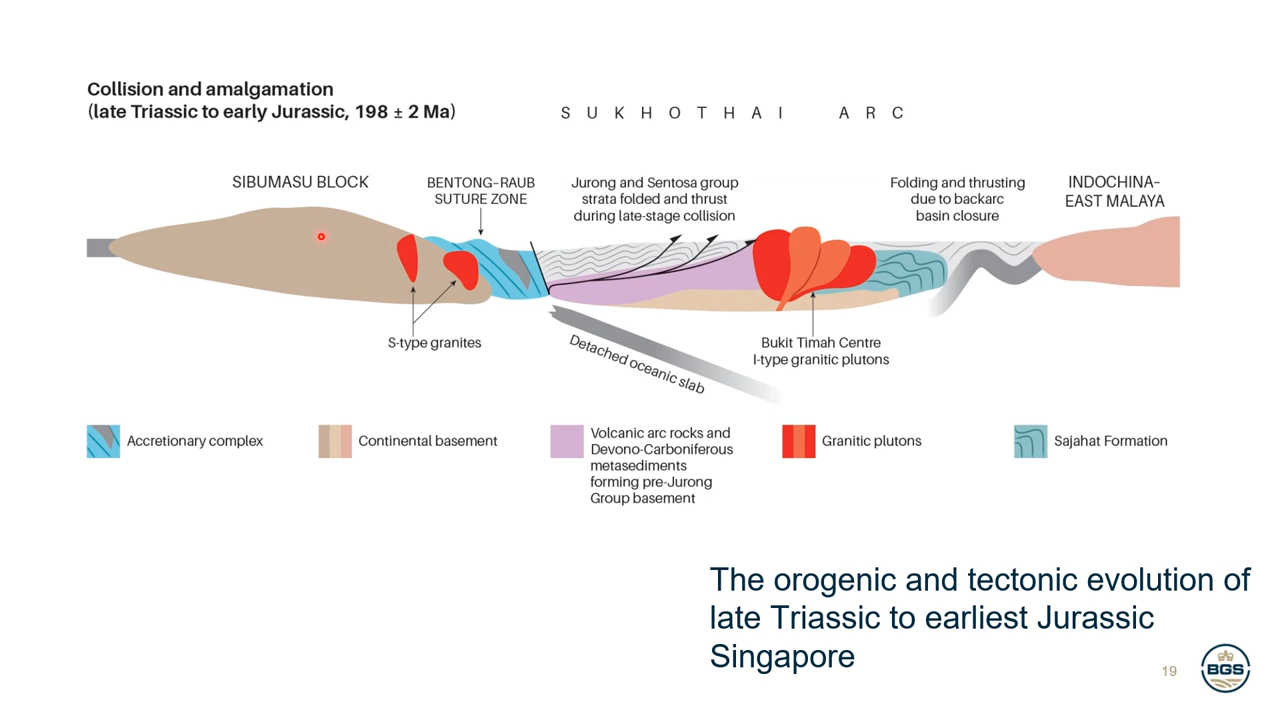 Collision and amalgamation
(late Triassic to early Jurassic, 198 ± 2 Ma)
SUKHOTHAI ARC
SIBUMASU BLOCK
BENTONG–RAUB
SUTURE ZONE
Jurong and Sentosa group
strata folded and thrust
during late-stage collision
Folding and thrusting
due to backarc
basin closure
INDOCHINA–
EAST MALAYA
S-type granites
Detached oceanic slab
Bukit Timah Centre
I-type granitic plutons
Accretionary complex
Continental basement
Volcanic arc rocks and
Devono-Carboniferous
metasediments
forming pre-Jurong
Group basement
Granitic plutons
Sajahat Formation
The orogenic and tectonic evolution of
late Triassic to earliest Jurassic
Singapore
19
BGS